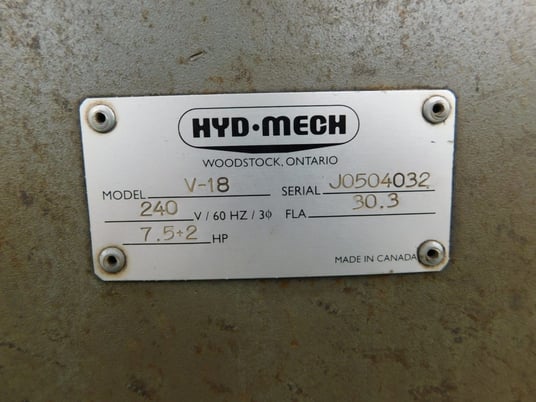 HYD·MECH
WOODSTOCK, ONTARIO
MODEL V-18 SERIAL J0504032
240 V / 60 HZ / 3ϕ FLA 30.3
7.5+2 HP
MADE IN CANADA